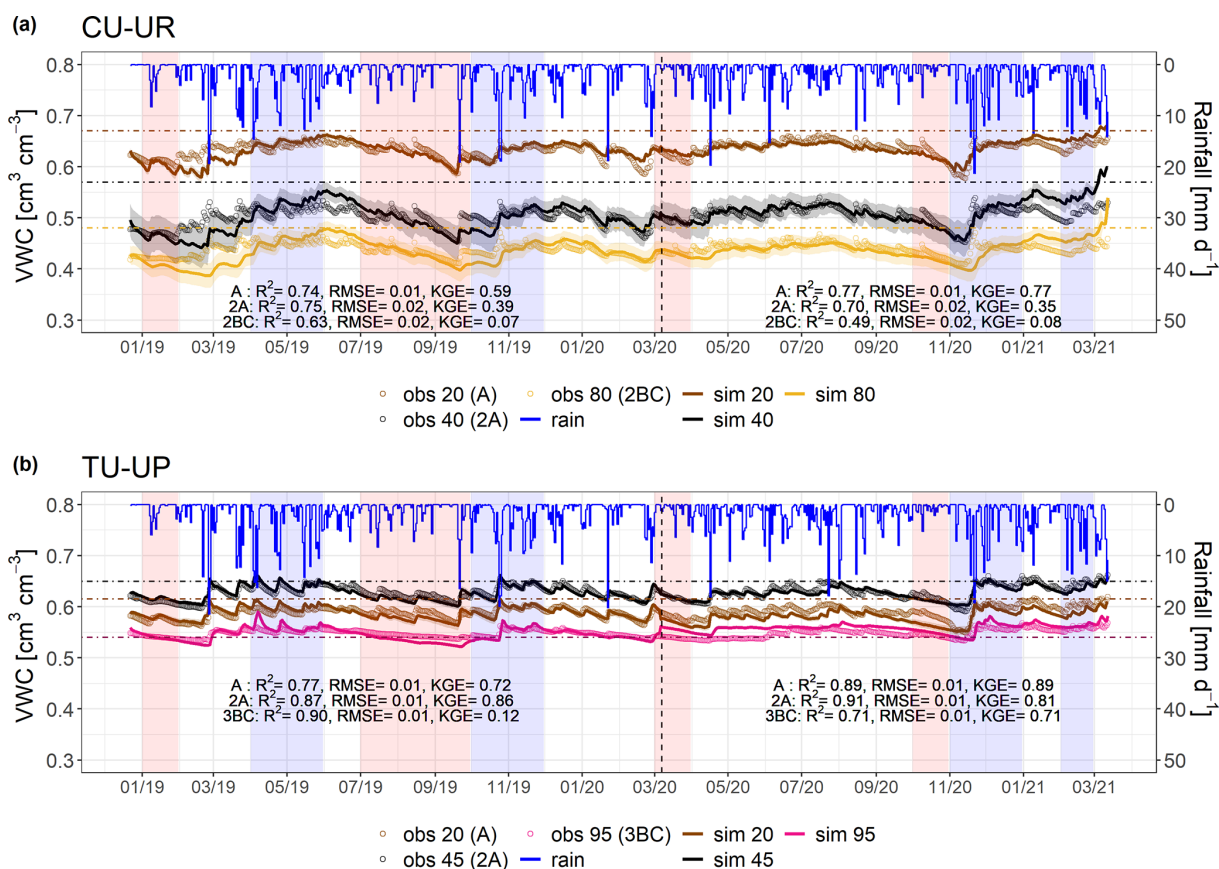 (a) CU-UR
0.8
0.7
0.6
0.5
0.4
0.3
VWC [cm³ cm⁻³]
0
10
20
30
40
50
Rainfall [mm d⁻¹]
A : R²= 0.74, RMSE= 0.01, KGE= 0.59
2A: R²= 0.75, RMSE= 0.02, KGE= 0.39
2BC: R²= 0.63, RMSE= 0.02, KGE= 0.07
A : R²= 0.77, RMSE= 0.01, KGE= 0.77
2A: R²= 0.70, RMSE= 0.02, KGE= 0.35
2BC: R²= 0.49, RMSE= 0.02, KGE= 0.08
01/19 03/19 05/19 07/19 09/19 11/19 01/20 03/20 05/20 07/20 09/20 11/20 01/21 03/21
obs 20 (A) obs 80 (2BC) sim 20 sim 80
obs 40 (2A) rain sim 40
(b) TU-UP
0.8
0.7
0.6
0.5
0.4
0.3
VWC [cm³ cm⁻³]
0
10
20
30
40
50
Rainfall [mm d⁻¹]
A : R²= 0.77, RMSE= 0.01, KGE= 0.72
2A: R²= 0.87, RMSE= 0.01, KGE= 0.86
3BC: R²= 0.90, RMSE= 0.01, KGE= 0.12
A : R²= 0.89, RMSE= 0.01, KGE= 0.89
2A: R²= 0.91, RMSE= 0.01, KGE= 0.81
3BC: R²= 0.71, RMSE= 0.01, KGE= 0.71
01/19 03/19 05/19 07/19 09/19 11/19 01/20 03/20 05/20 07/20 09/20 11/20 01/21 03/21
obs 20 (A) obs 95 (3BC) sim 20 sim 95
obs 45 (2A) rain sim 45